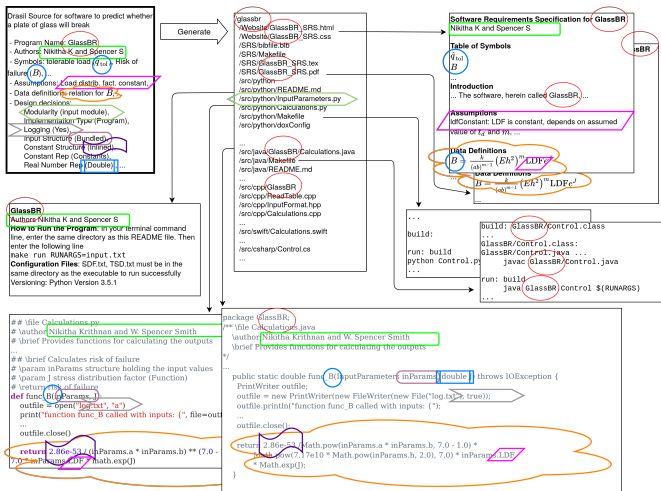 Drasil Source for software to predict whether
a plate of glass will break
- Program Name: GlassBR
- Authors: Nikitha K and Spencer S
- Symbols: tolerable load (q̂_tol), Risk of
failure (B), ...
- Assumptions: Load distrib. fact. constant, ...
- Data definitions: relation for B, ...
- Design decisions:
Modularity (input module),
Implementation Type (Program),
Logging (Yes),
Input Structure (Bundled),
Constant Structure (Inlined),
Constant Rep (Constants),
Real Number Rep (Double), ...
Generate
glassbr
/Website/GlassBR_SRS.html
/Website/GlassBR_SRS.css
/SRS/bibfile.bib
/SRS/Makefile
/SRS/GlassBR_SRS.tex
/SRS/GlassBR_SRS.pdf
/src/python
/src/python/README.md
/src/python/InputParameters.py
/src/python/Calculations.py
/src/python/Makefile
/src/python/doxConfig
...
/src/java/GlassBR/Calculations.java
/src/java/Makefile
/src/java/README.md
...
/src/cpp/GlassBR
/src/cpp/ReadTable.cpp
/src/cpp/InputFormat.hpp
/src/cpp/Calculations.cpp
...
/src/swift/Calculations.swift
...
/src/csharp/Control.cs
...
Software Requirements Specification for GlassBR
Nikitha K and Spencer S
Table of Symbols
q̂_tol
B
...
Introduction
... The software, herein called GlassBR, ...
Assumptions
ldfConstant: LDF is constant, depends on assumed
value of t_d and m, ...
Data Definitions
B = k/(ab)^{m−1} (Eh²)^m LDFe^J
...
ssBR
Data Definitions
B = k/(ab)^{m−1} (Eh²)^m LDFe^J
...
GlassBR
Authors Nikitha K and Spencer S
How to Run the Program: In your terminal command
line, enter the same directory as this README file. Then
enter the following line
make run RUNARGS=input.txt
Configuration Files: SDF.txt, TSD.txt must be in the
same directory as the executable to run successfully
Versioning: Python Version 3.5.1
...
build:
run: build
python Control.py
build: GlassBR/Control.class
...
GlassBR/Control.class:
GlassBR/Control.java ...
javac GlassBR/Control.java
run: build
java GlassBR.Control $(RUNARGS)
...
## \file Calculations.py
# \author Nikitha Krithnan and W. Spencer Smith
# \brief Provides functions for calculating the outputs
...
## \brief Calculates risk of failure
# \param inParams structure holding the input values
# \param J stress distribution factor (Function)
# \return risk of failure
def func_B(inParams, J):
outfile = open("log.txt", "a")
print("function func_B called with inputs: {", file=outf
...
outfile.close()
return 2.86e-53 / (inParams.a * inParams.b) ** (7.0 -
7.0 * inParams.LDF * math.exp(J)
package GlassBR;
/** \file Calculations.java
\author Nikitha Krithnan and W. Spencer Smith
\brief Provides functions for calculating the outputs
*/
...
public static double func_B(InputParameters inParams, double J) throws IOException {
PrintWriter outfile;
outfile = new PrintWriter(new FileWriter(new File("log.txt"), true));
outfile.println("function func_B called with inputs: {");
...
outfile.close();
return 2.86e-53 / Math.pow(inParams.a * inParams.b, 7.0 - 1.0) *
Math.pow(7.17e10 * Math.pow(inParams.h, 2.0), 7.0) * inParams.LDF
* Math.exp(J);
}